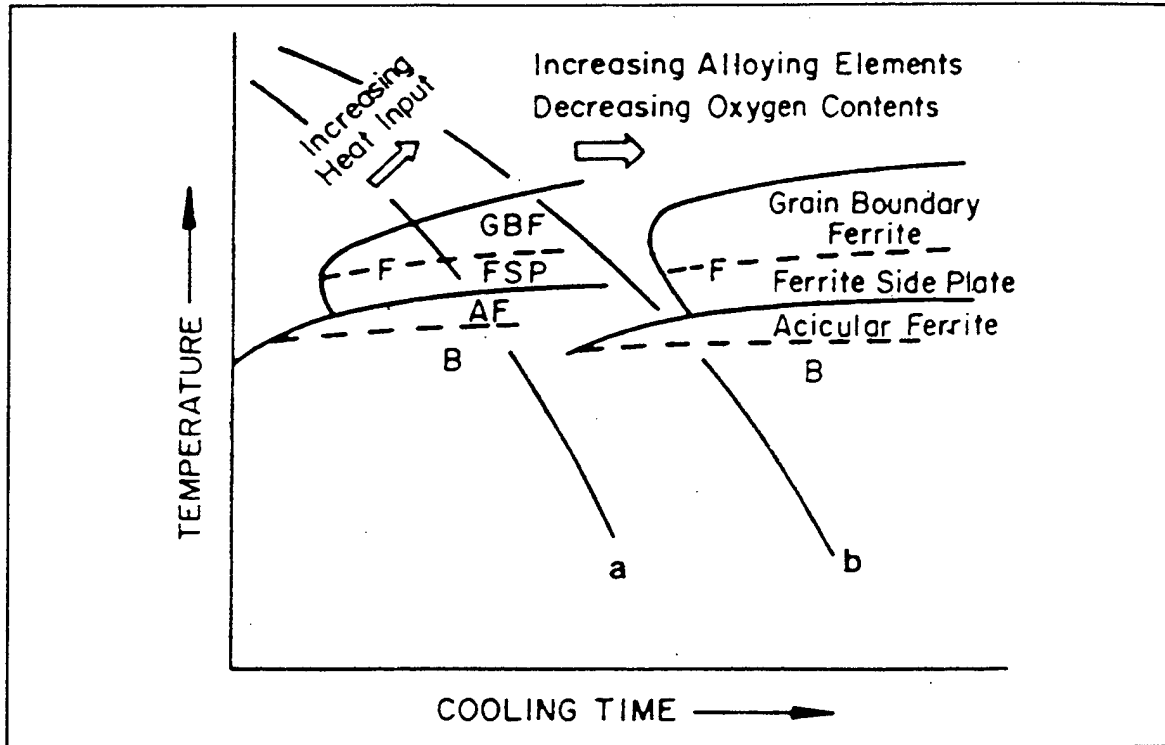 Increasing
Heat Input
Increasing Alloying Elements
Decreasing Oxygen Contents
GBF
F
FSP
AF
B
Grain Boundary
Ferrite
F
Ferrite Side Plate
Acicular Ferrite
B
a
b
TEMPERATURE
COOLING TIME